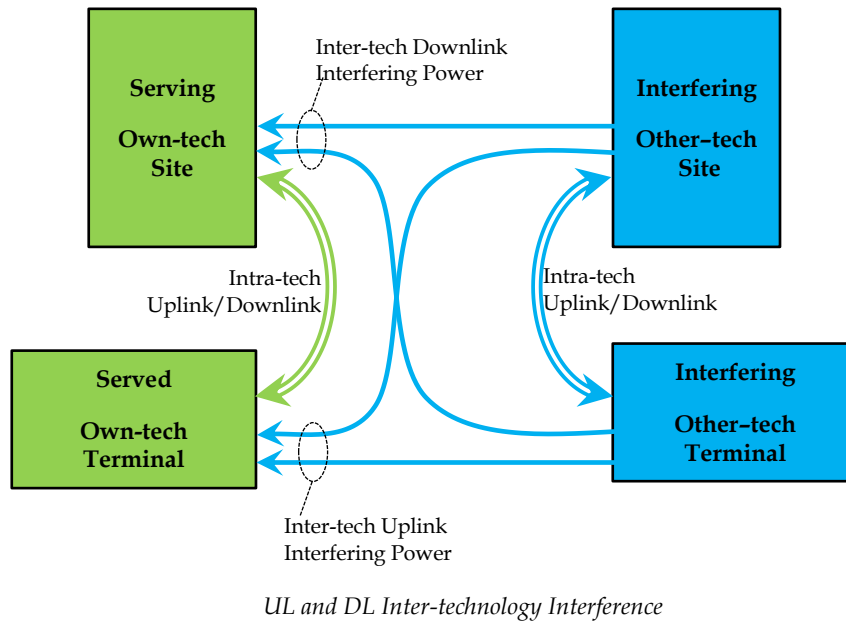 Inter-tech Downlink
Interfering Power
Serving
Own-tech
Site
Interfering
Other–tech
Site
Intra-tech
Uplink/Downlink
Intra-tech
Uplink/Downlink
Served
Own-tech
Terminal
Interfering
Other–tech
Terminal
Inter-tech Uplink
Interfering Power
UL and DL Inter-technology Interference